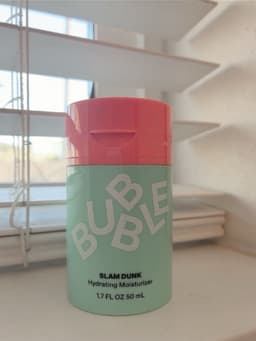 BUBBLE
SLAM DUNK
Hydrating Moisturizer
1.7 FL OZ 50 mL